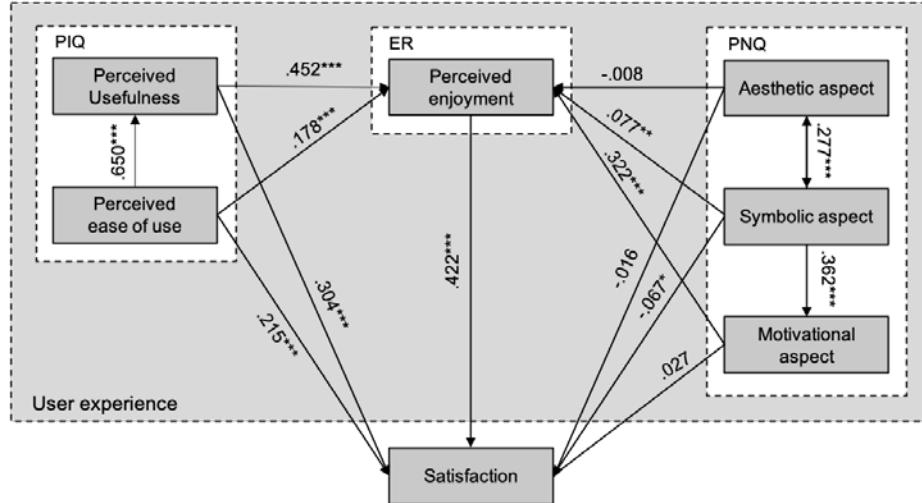 PIQ
ER
PNQ
Perceived
Usefulness
.452***
Perceived
enjoyment
-.008
Aesthetic aspect
.178***
.077**
.650***
.322***
.277***
Perceived
ease of use
Symbolic aspect
.422***
-.016
.362***
.304***
-.067*
.215***
Motivational
aspect
.027
User experience
Satisfaction